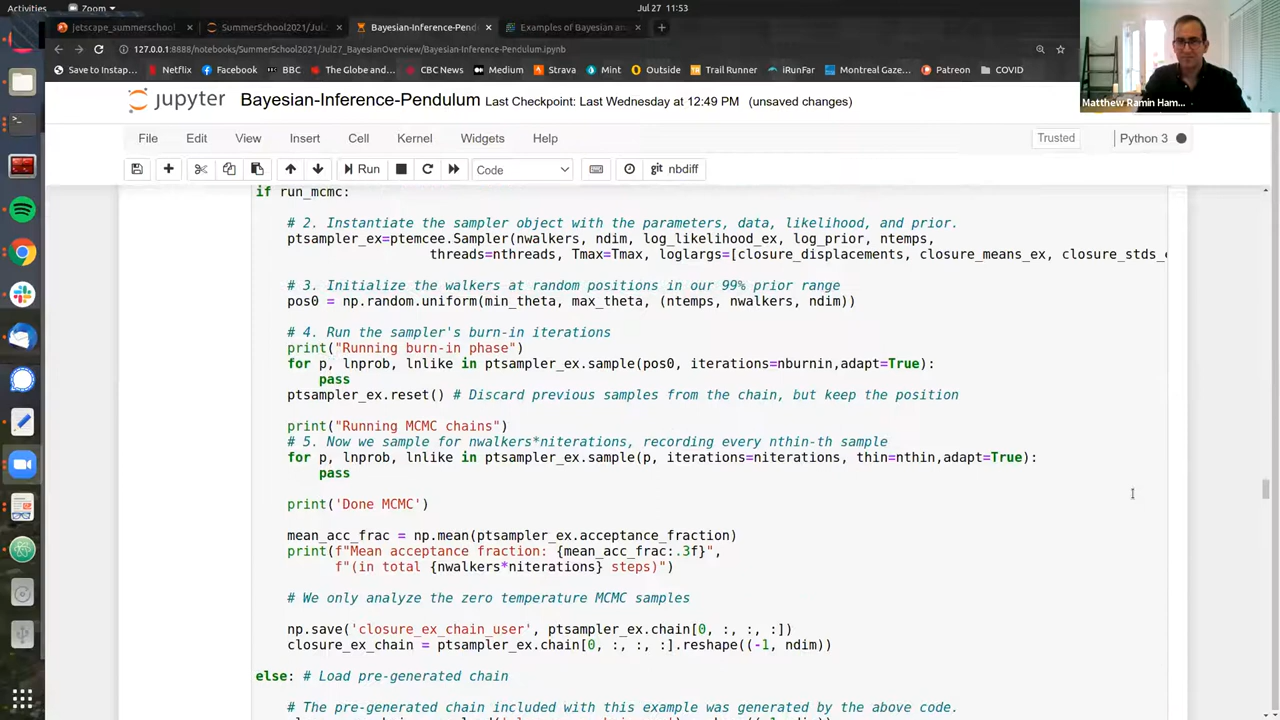 Activities
Zoom
Jul 27 11:53
jetscape_summerschool
SummerSchool2021/Jul
Bayesian-Inference-Pendul
Examples of Bayesian an
127.0.0.1:8888/notebooks/SummerSchool2021/Jul27_BayesianOverview/Bayesian-Inference-Pendulum.ipynb
Save to Instap... Netflix Facebook BBC The Globe and... CBC News Medium Strava Mint Outside Trail Runner iRunFar Montreal Gaze... Patreon COVID
Matthew Ramin Ham...
jupyter Bayesian-Inference-Pendulum Last Checkpoint: Last Wednesday at 12:49 PM (unsaved changes)
File Edit View Insert Cell Kernel Widgets Help
Trusted Python 3
Run Code git nbdiff
if run_mcmc:
# 2. Instantiate the sampler object with the parameters, data, likelihood, and prior.
ptsampler_ex=ptemcee.Sampler(nwalkers, ndim, log_likelihood_ex, log_prior, ntemps,
threads=nthreads, Tmax=Tmax, loglargs=[closure_displacements, closure_means_ex, closure_stds_e
# 3. Initialize the walkers at random positions in our 99% prior range
pos0 = np.random.uniform(min_theta, max_theta, (ntemps, nwalkers, ndim))
# 4. Run the sampler's burn-in iterations
print("Running burn-in phase")
for p, lnprob, lnlike in ptsampler_ex.sample(pos0, iterations=nburnin,adapt=True):
pass
ptsampler_ex.reset() # Discard previous samples from the chain, but keep the position
print("Running MCMC chains")
# 5. Now we sample for nwalkers*niterations, recording every nthin-th sample
for p, lnprob, lnlike in ptsampler_ex.sample(p, iterations=niterations, thin=nthin,adapt=True):
pass
print('Done MCMC')
mean_acc_frac = np.mean(ptsampler_ex.acceptance_fraction)
print(f"Mean acceptance fraction: {mean_acc_frac:.3f}",
f"(in total {nwalkers*niterations} steps)")
# We only analyze the zero temperature MCMC samples
np.save('closure_ex_chain_user', ptsampler_ex.chain[0, :, :, :])
closure_ex_chain = ptsampler_ex.chain[0, :, :, :].reshape((-1, ndim))
else: # Load pre-generated chain
# The pre-generated chain included with this example was generated by the above code.